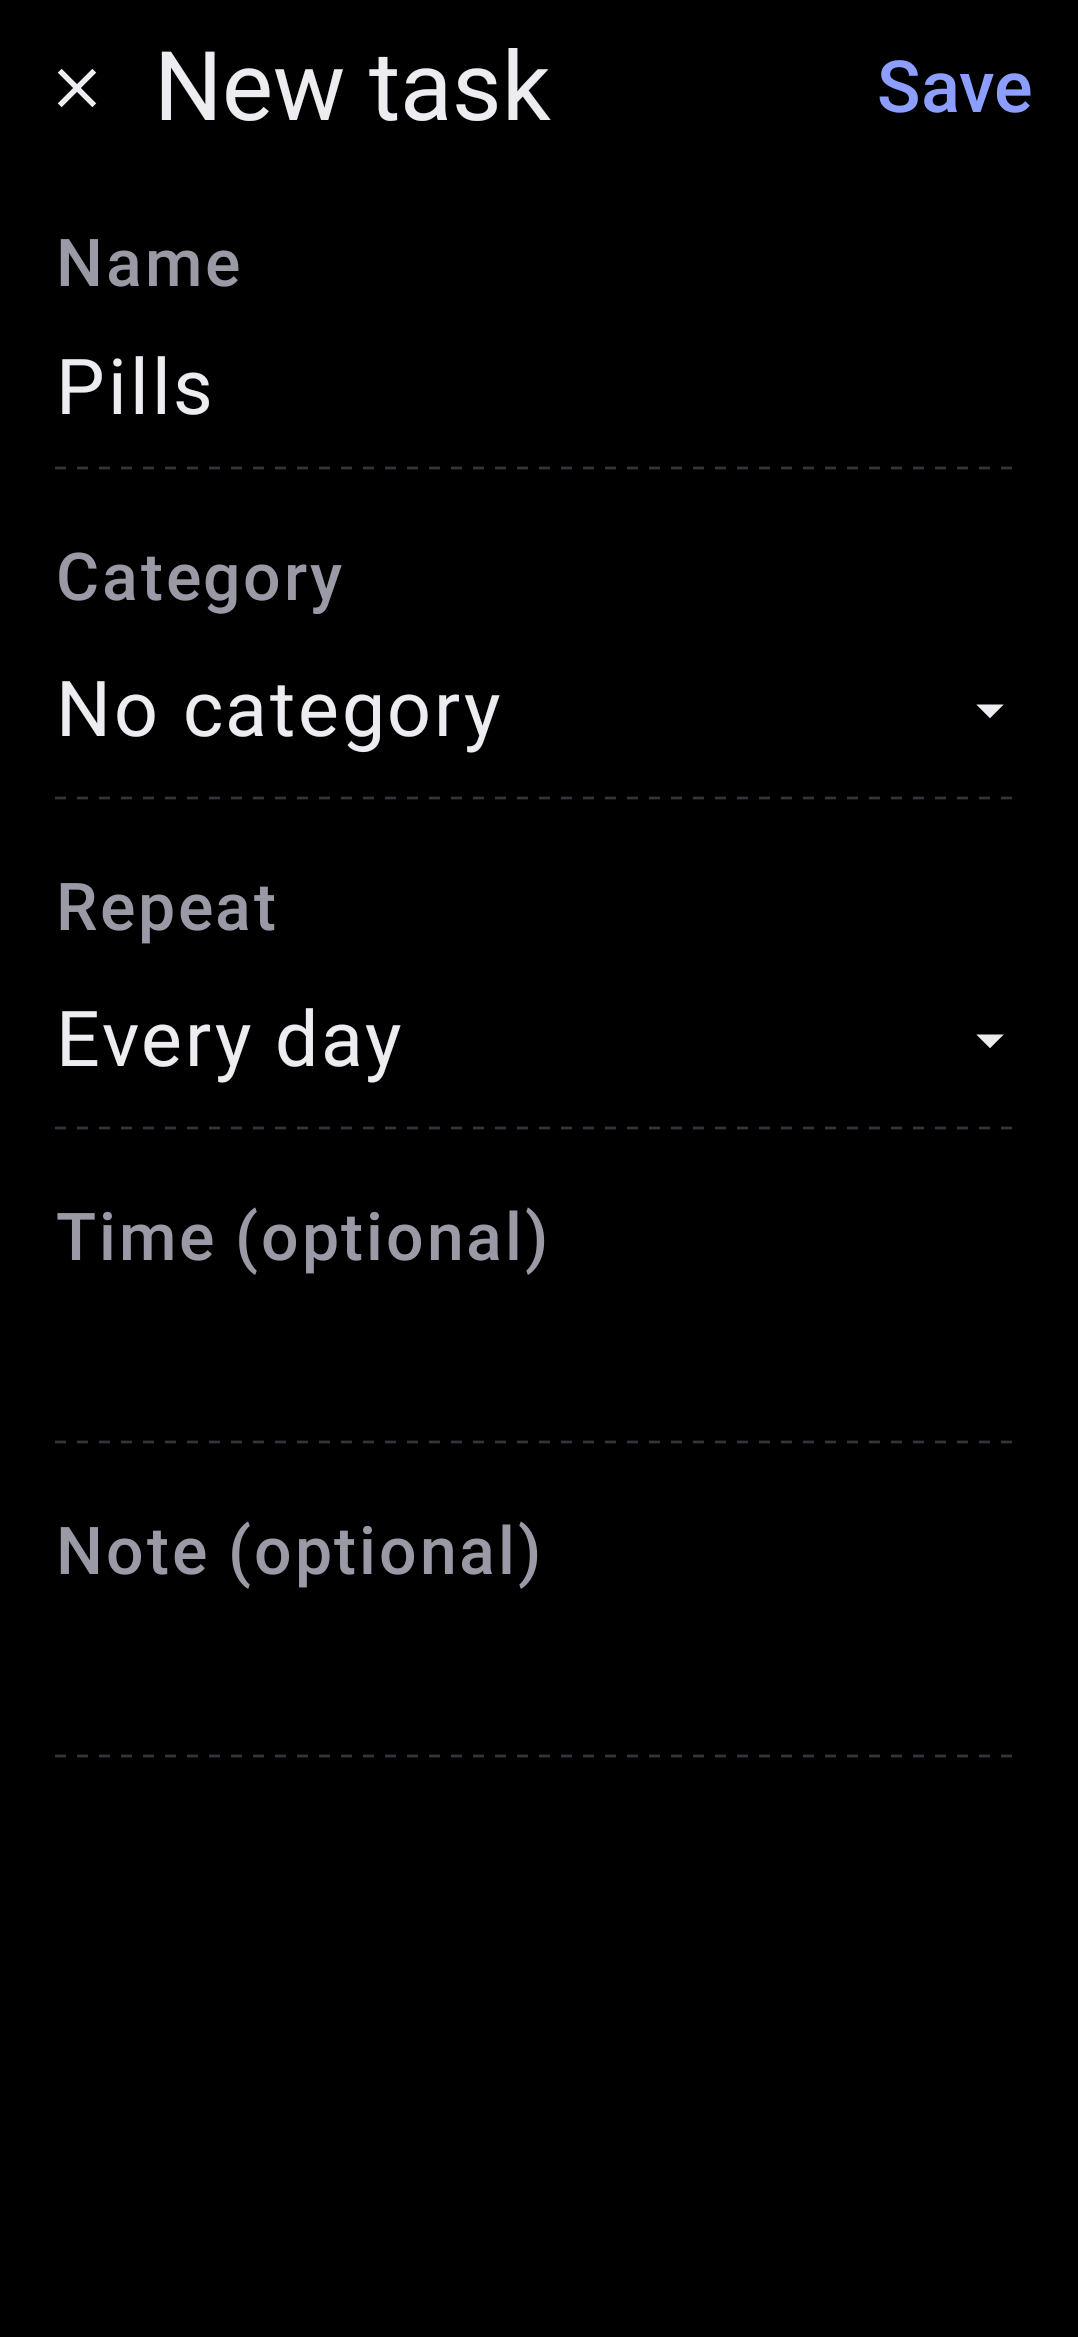 New task
Save
Name
Pills
Category
No category
Repeat
Every day
Time (optional)
Note (optional)